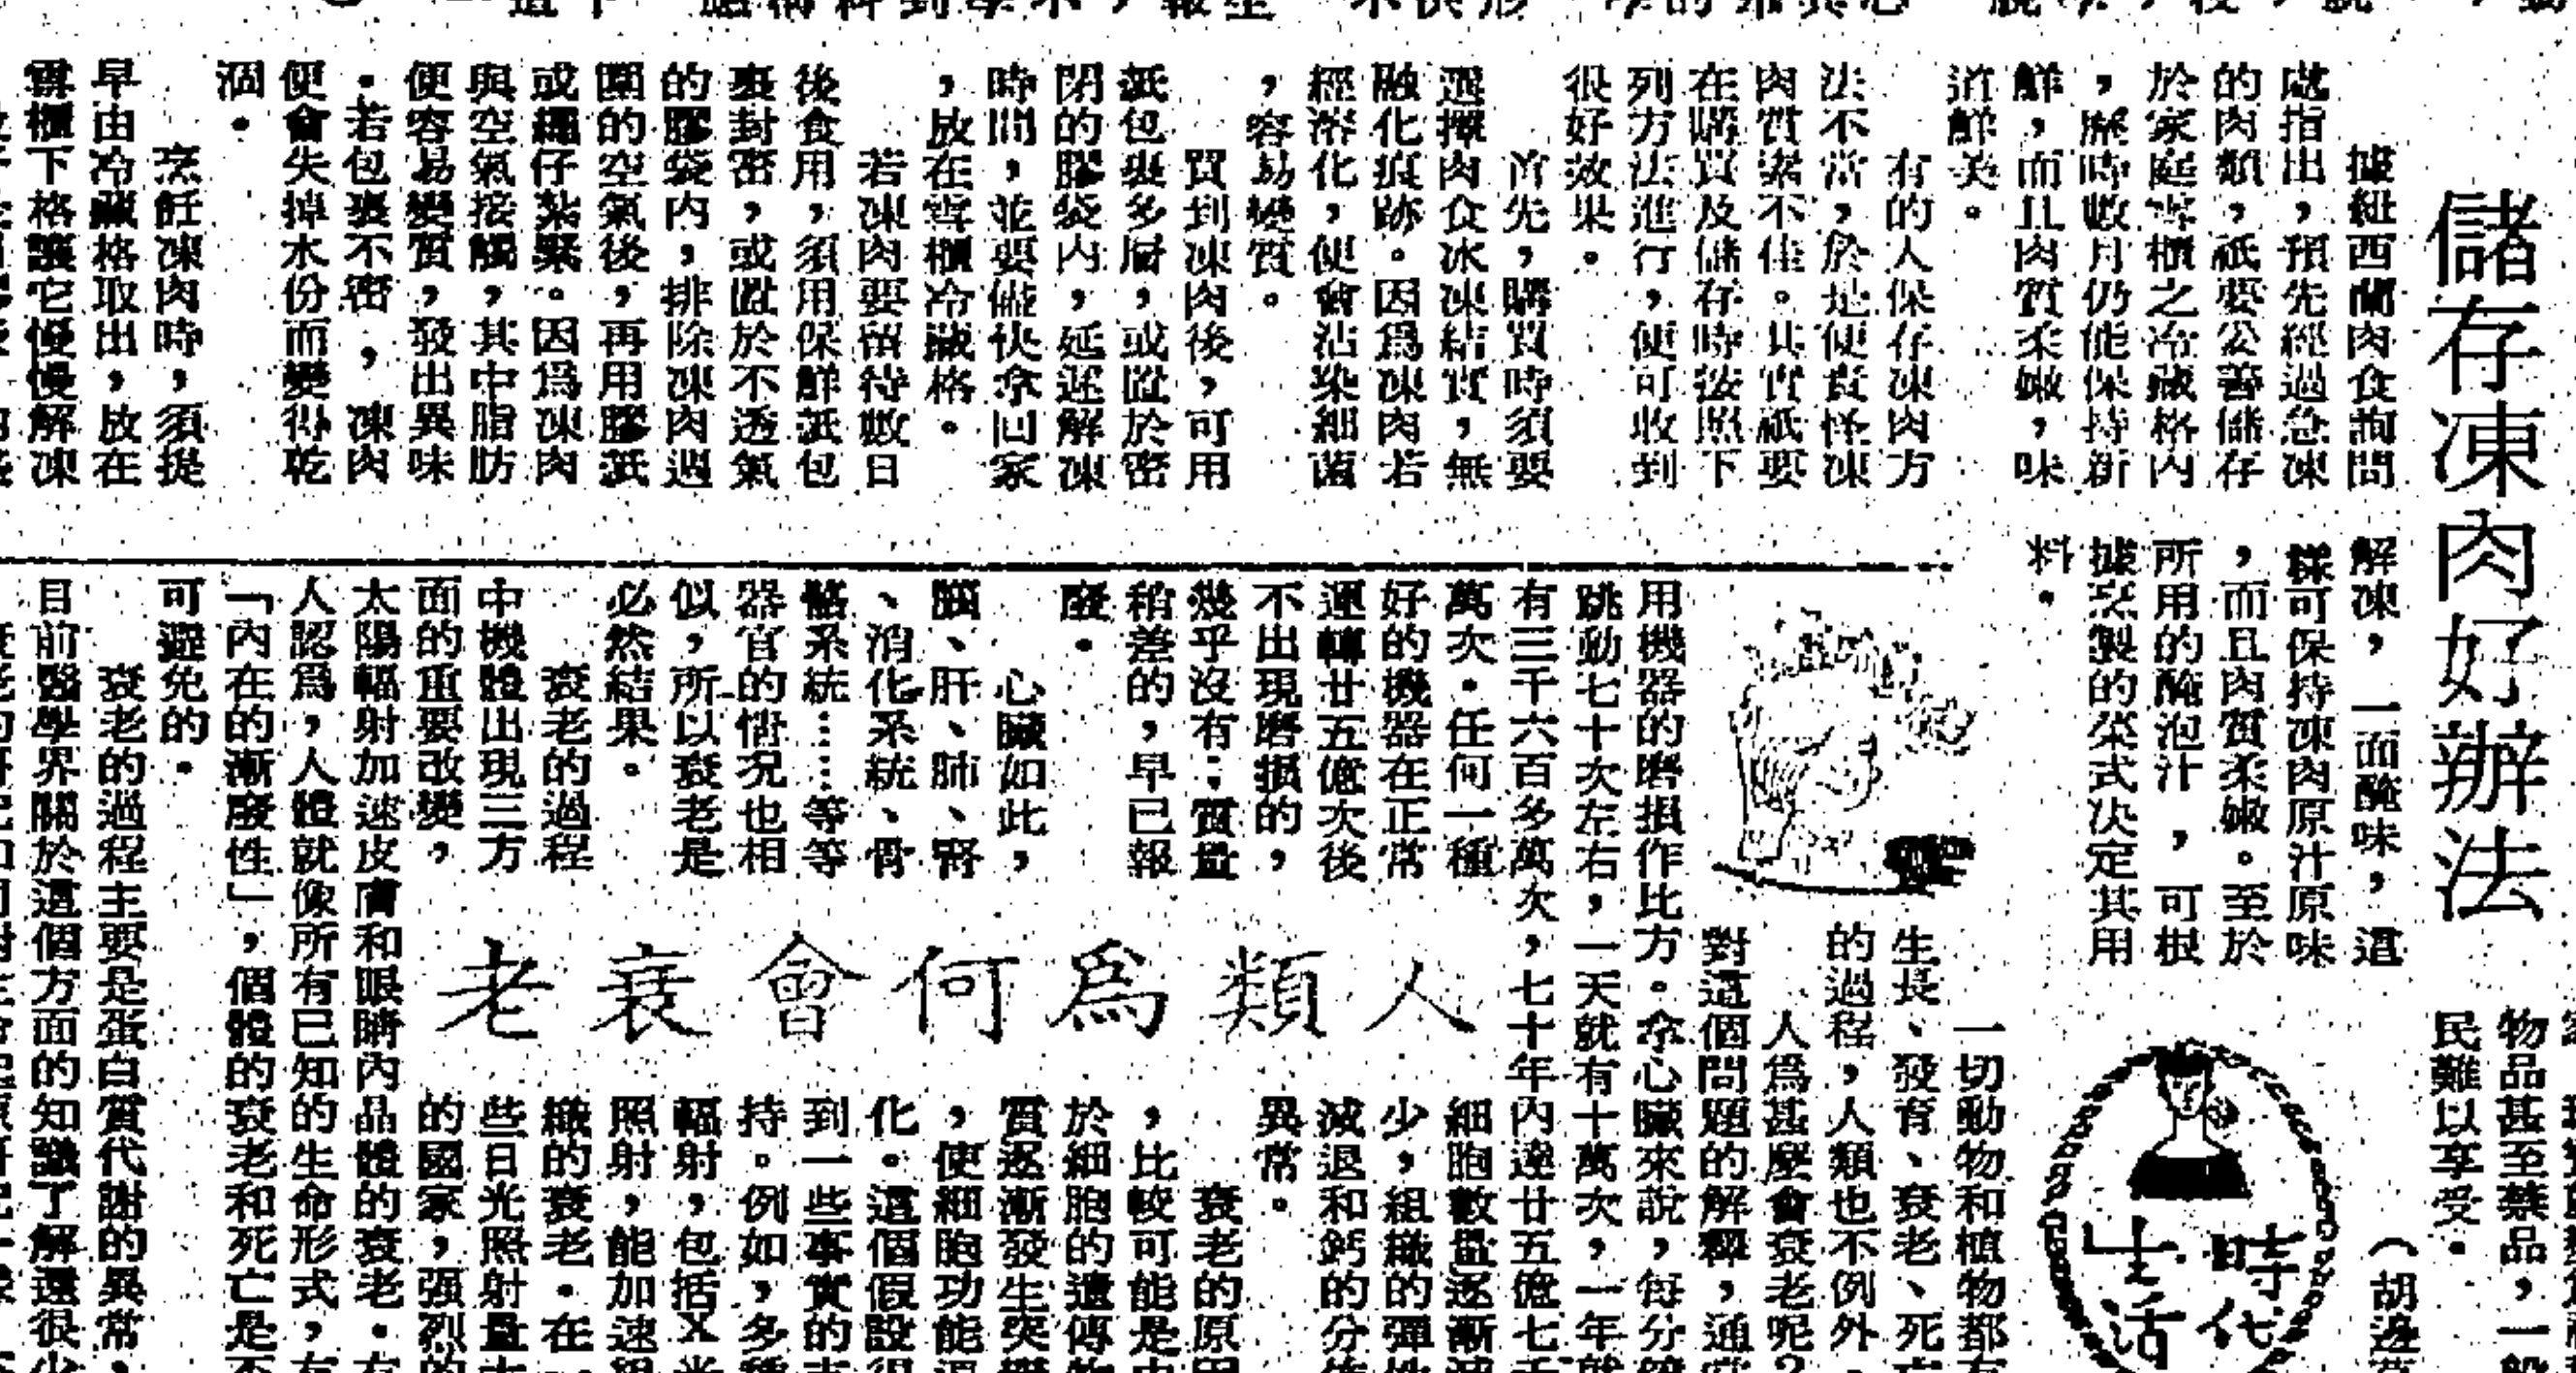 儲存凍肉好辦法
據紐西蘭肉食詢問
處指出，預先經過急凍
的肉類，祗要公善儲存
於家庭雪櫃之冷藏格內
，歷時數月仍能保持新
鮮，而且肉質柔嫩，味
道鮮美。
有的人保存凍肉方
法不當，於是便責怪凍
肉質素不佳。其實祗要
在購買及儲存時按照下
列方法進行，便可收到
很好效果。
首先，購買時須要
選擇肉食冰凍結實，無
融化痕跡。因爲凍肉若
經溶化，便會沾染細菌
，容易變質。
買到凍肉後，可用
紙包裹多層，或置於密
閉的膠袋內，延遲解凍
時間，並要儘快拿回家
，放在雪櫃冷藏格。
若凍肉要留待數日
後食用，須用保鮮紙包
裹封密，或置於不透氣
的膠袋內，排除凍肉週
圍的空氣後，再用膠紙
或繩仔紮緊。因爲凍肉
與空氣接觸，其中脂肪
便容易變質，發出異味
。若包裹不密，凍肉
便會失掉水份而變得乾
涸。
烹飪凍肉時，須提
早由冷藏格取出，放在
雪櫃下格讓它慢慢解凍
解凍，一面醃味，這
樣可保持凍肉原汁原味
，而且肉質柔嫩。至於
所用的醃泡汁，可根
據烹製的菜式决定其用
料。
人類爲何會衰老
一切動物和植物都有
生長、發育、衰老、死
的過程，人類也不例外。
人爲甚麼會衰老呢？
對這個問題的解釋，通
用機器的磨損作比方。拿心臟來說，每分鐘
跳動七十次左右，一天就有十萬次，一年就
有三千六百多萬次，七十年內達廿五億七千
萬次。任何一種
好的機器在正常
運轉廿五億次後
不出現磨損的，
幾乎沒有；質量
稍差的，早已報
廢。
心臟如此，
腦、肝、肺、腎
、消化系統、骨
骼系統……等等
器官的情况也相
似，所以衰老是
必然結果。
衰老的過程
中機體出現三方
面的重要改變，
細胞數量逐漸減
少，組織的彈性
減退和鈣的分佈
異常。
衰老的原因
，比較可能是由
於細胞的遺傳物
質逐漸發生突變
，使細胞功能退
化。這個假設得
到一些事實的支
持。例如，多種
輻射，包括X光
照射，能加速組
織的衰老。在一
些日光照射量大
的國家，强烈的
太陽輻射加速皮膚和眼睛內晶體的衰老。有
人認爲，人體就像所有已知的生命形式，有
「內在的漸廢性」，個體的衰老和死亡是不
可避免的。
衰老的過程主要是蛋白質代謝的異常，
目前醫學界關於這個方面的知識了解還很少
物品甚至禁品，一般
民難以享受。
（胡邊
時代
生活